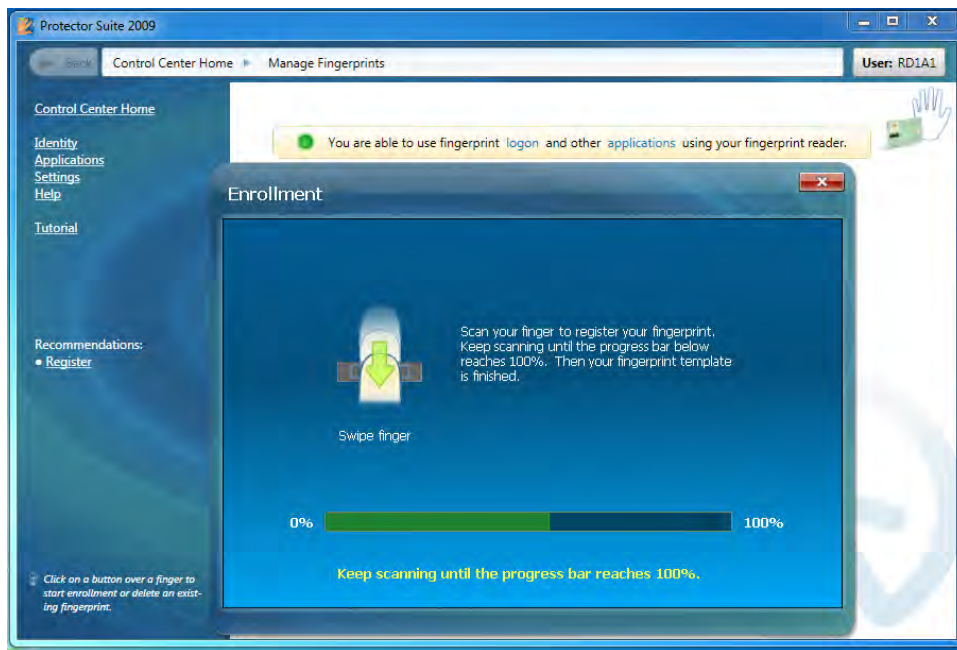 Protector Suite 2009
Back
Control Center Home
Manage Fingerprints
User: RD1A1
Control Center Home
Identity
Applications
Settings
Help
Tutorial
Recommendations:
• Register
Click on a button over a finger to
start enrollment or delete an exist-
ing fingerprint.
You are able to use fingerprint logon and other applications using your fingerprint reader.
Enrollment
Scan your finger to register your fingerprint.
Keep scanning until the progress bar below
reaches 100%. Then your fingerprint template
is finished.
Swipe finger
0%
100%
Keep scanning until the progress bar reaches 100%.